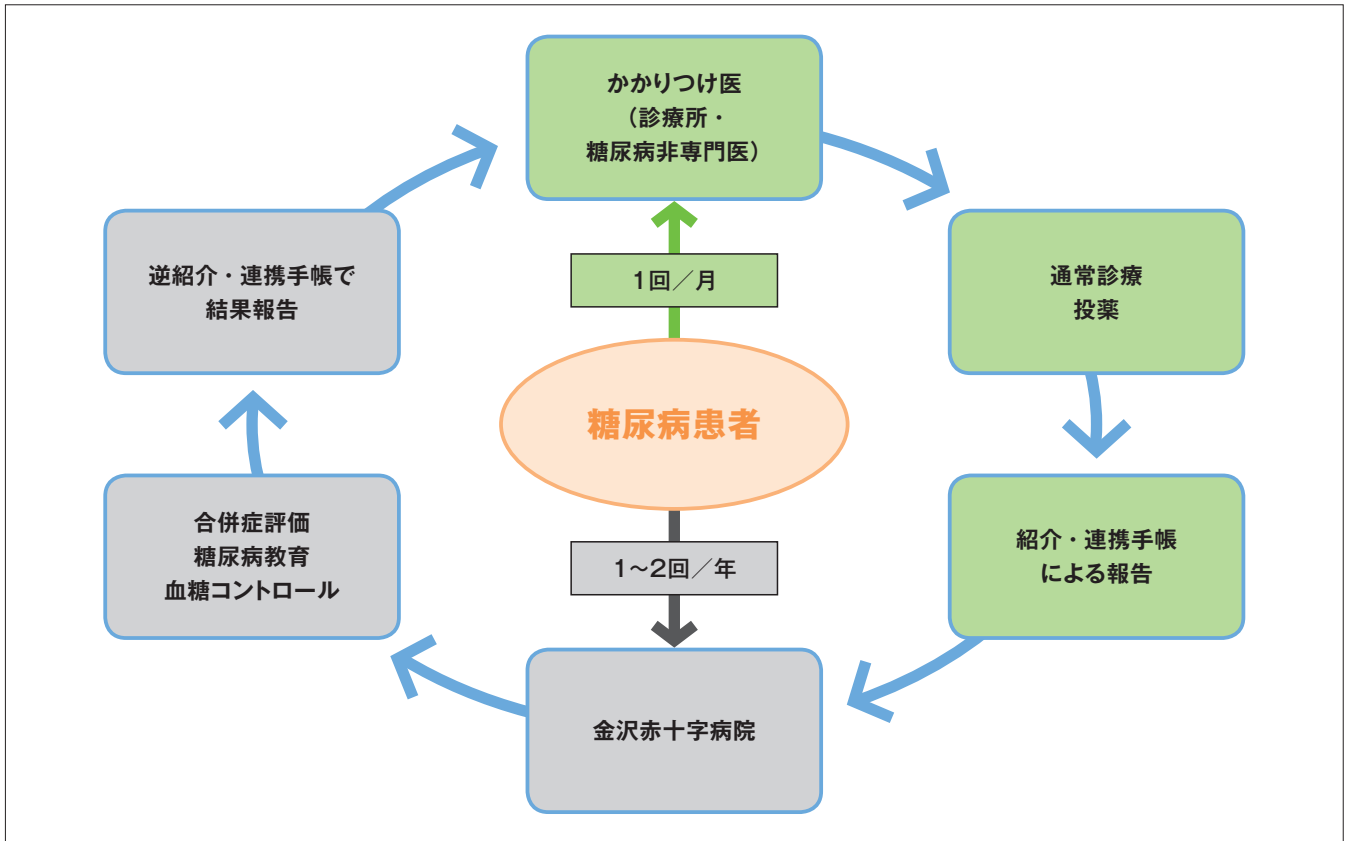 かかりつけ医
（診療所・
糖尿病非専門医）
逆紹介・連携手帳で
結果報告
1回／月
通常診療
投薬
糖尿病患者
合併症評価
糖尿病教育
血糖コントロール
1～2回／年
紹介・連携手帳
による報告
金沢赤十字病院